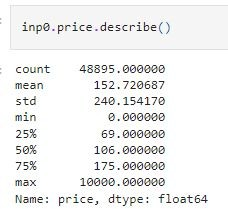 inp0.price.describe()
count    48895.000000
mean       152.720687
std        240.154170
min          0.000000
25%         69.000000
50%        106.000000
75%        175.000000
max      10000.000000
Name: price, dtype: float64